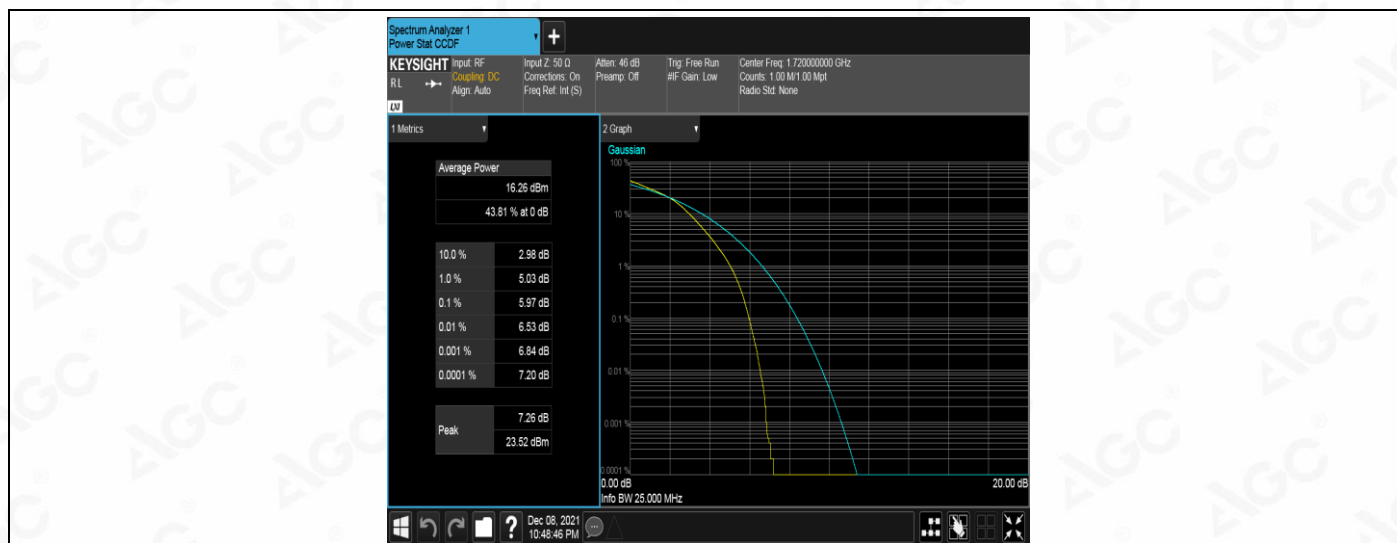 Spectrum Analyzer 1
Power Stat CCDF
KEYSIGHT
RL
LXI
Input: RF
Coupling: DC
Align: Auto
Input Z: 50 Ω
Corrections: On
Freq Ref: Int (S)
Atten: 46 dB
Preamp: Off
Trig: Free Run
#IF Gain: Low
Center Freq: 1.720000000 GHz
Counts: 1.00 M/1.00 Mpt
Radio Std: None
1 Metrics
Average Power
16.26 dBm
43.81 % at 0 dB
10.0 % 2.98 dB
1.0 % 5.03 dB
0.1 % 5.97 dB
0.01 % 6.53 dB
0.001 % 6.84 dB
0.0001 % 7.20 dB
Peak
7.26 dB
23.52 dBm
2 Graph
Gaussian
100 %
10 %
1 %
0.1 %
0.01 %
0.001 %
0.0001 %
0.00 dB 20.00 dB
Info BW 25.000 MHz
Dec 08, 2021
10:48:46 PM
AGC